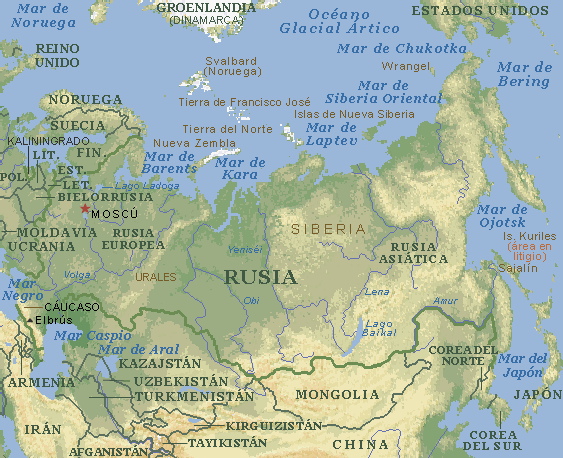 Mar de
Noruega
GROENLANDIA
(DINAMARCA)
Océano
Glacial Ártico
ESTADOS UNIDOS
REINO
UNIDO
Mar de Chukotka
Svalbard
(Noruega)
Wrangel
Mar de
Bering
Mar de
Siberia Oriental
NORUEGA
Tierra de Francisco José
Islas de Nueva Siberia
SUECIA
Tierra del Norte
Mar de
Laptev
KALININGRADO
Nueva Zembla
LIT.
FIN.
Mar de
Barents
Mar de
Kara
POL.
EST.
LET.
Lago Ladoga
BIELORRUSIA
MOSCÚ
Mar de
Ojotsk
MOLDAVIA
UCRANIA
RUSIA
EUROPEA
SIBERIA
Is. Kuriles
(área en
litigio)
Yeniséi
RUSIA
ASIÁTICA
Sajalín
Volga
URALES
RUSIA
Mar
Negro
Obi
Lena
Amur
CÁUCASO
Elbrús
Lago
Baikal
Mar Caspio
Mar de Aral
COREA DEL
NORTE
Mar del
Japón
KAZAJSTÁN
ARMENIA
UZBEKISTÁN
TURKMENISTÁN
MONGOLIA
JAPÓN
IRÁN
KIRGUIZISTÁN
TAYIKISTÁN
AFGANISTÁN
CHINA
COREA
DEL SUR